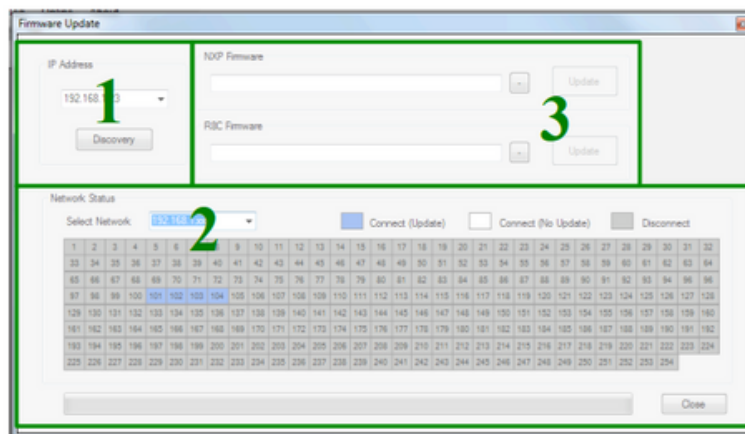 Firmware Update
IP Address
Discovery
1
NXP Firmware
Update
R8C Firmware
Update
3
Network Status
Select Network
2
Connect (Update)
Connect (No Update)
Disconnect
1 2 3 4 5 6 9 10 11 12 13 14 15 16 17 18 19 20 21 22 23 24 25 26 27 28 29 30 31 32
33 34 35 36 37 38 39 40 41 42 43 44 45 46 47 48 49 50 51 52 53 54 55 56 57 58 59 60 61 62 63 64
65 66 67 68 69 70 71 72 73 74 75 76 77 78 79 80 81 82 83 84 85 86 87 88 89 90 91 92 93 94 95 96
97 98 99 100 101 102 103 104 105 106 107 108 109 110 111 112 113 114 115 116 117 118 119 120 121 122 123 124 125 126 127 128
129 130 131 132 133 134 135 136 137 138 139 140 141 142 143 144 145 146 147 148 149 150 151 152 153 154 155 156 157 158 159 160
161 162 163 164 165 166 167 168 169 170 171 172 173 174 175 176 177 178 179 180 181 182 183 184 185 186 187 188 189 190 191 192
193 194 195 196 197 198 199 200 201 202 203 204 205 206 207 208 209 210 211 212 213 214 215 216 217 218 219 220 221 222 223 224
225 226 227 228 229 230 231 232 233 234 235 236 237 238 239 240 241 242 243 244 245 246 247 248 249 250 251 252 253 254
Close